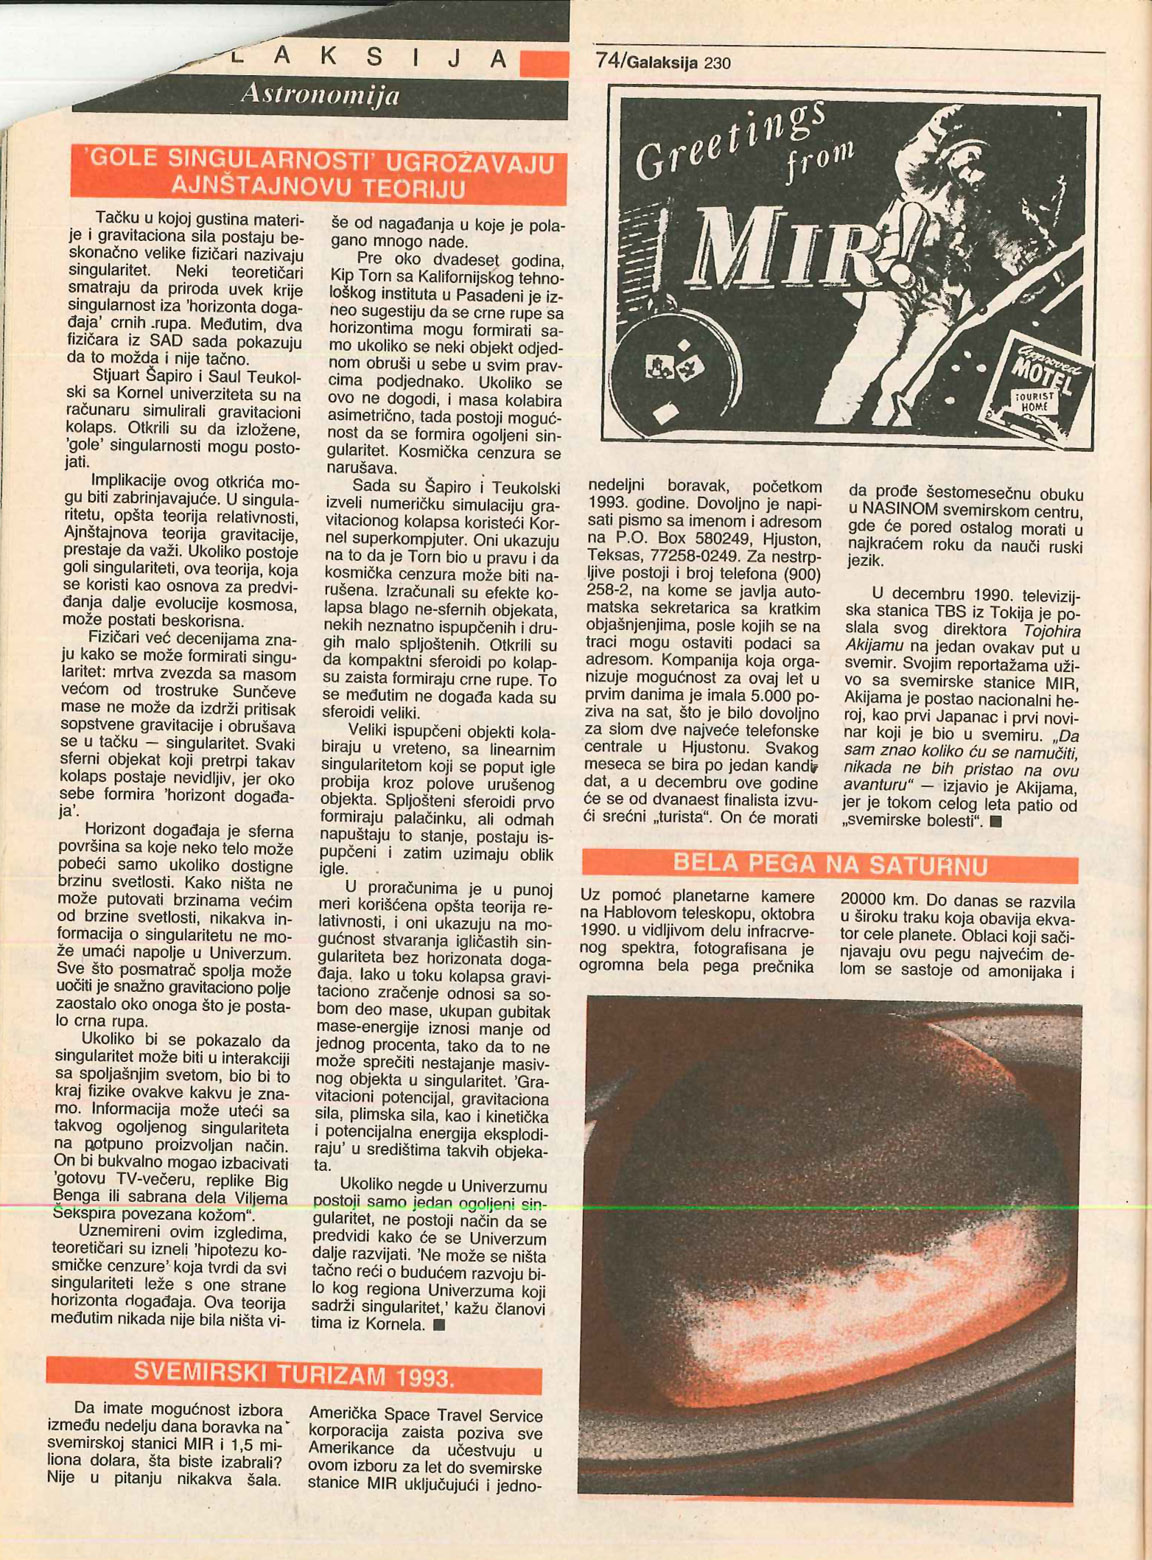 LAKSIJA
Astronomija
'GOLE SINGULARNOSTI' UGROŽAVAJU
AJNŠTAJNOVU TEORIJU
Tačku u kojoj gustina materi-
je i gravitaciona sila postaju be-
skonačno velike fizičari nazivaju
singularitet. Neki teoretičari
smatraju da priroda uvek krije
singularnost iza 'horizonta doga-
đaja' crnih rupa. Međutim, dva
fizičara iz SAD sada pokazuju
da to možda i nije tačno.
Stjuart Šapiro i Saul Teukol-
ski sa Kornel univerziteta su na
računaru simulirali gravitacioni
kolaps. Otkrili su da izložene,
'gole' singularnosti mogu posto-
jati.
Implikacije ovog otkrića mo-
gu biti zabrinjavajuće. U singula-
ritetu, opšta teorija relativnosti,
Ajnštajnova teorija gravitacije,
prestaje da važi. Ukoliko postoje
goli singulariteti, ova teorija, koja
se koristi kao osnova za predvi-
đanja dalje evolucije kosmosa,
može postati beskorisna.
Fizičari već decenijama zna-
ju kako se može formirati singu-
laritet: mrtva zvezda sa masom
većom od trostruke Sunčeve
mase ne može da izdrži pritisak
sopstvene gravitacije i obrušava
se u tačku — singularitet. Svaki
sferni objekat koji pretrpi takav
kolaps postaje nevidljiv, jer oko
sebe formira 'horizont događa-
ja'.
Horizont događaja je sferna
površina sa koje neko telo može
pobeći samo ukoliko dostigne
brzinu svetlosti. Kako ništa ne
može putovati brzinama većim
od brzine svetlosti, nikakva in-
formacija o singularitetu ne mo-
že umaći napolje u Univerzum.
Sve što posmatrač spolja može
uočiti je snažno gravitaciono polje
zaostalo oko onoga što je posta-
lo crna rupa.
Ukoliko bi se pokazalo da
singularitet može biti u interakciji
sa spoljašnjim svetom, bio bi to
kraj fizike ovakve kakvu je zna-
mo. Informacija može uteći sa
takvog ogoljenog singulariteta
na potpuno proizvoljan način.
On bi bukvalno mogao izbacivati
'gotovu TV-večeru, replike Big
Benga ili sabrana dela Viljema
Šekspira povezana kožom“.
Uznemireni ovim izgledima,
teoretičari su izneli 'hipotezu ko-
smičke cenzure' koja tvrdi da svi
singulariteti leže s one strane
horizonta događaja. Ova teorija
međutim nikada nije bila ništa vi-
še od nagađanja u koje je pola-
gano mnogo nade.
Pre oko dvadeset godina,
Kip Torn sa Kalifornijskog tehno-
loškog instituta u Pasadeni je iz-
neo sugestiju da se crne rupe sa
horizontima mogu formirati sa-
mo ukoliko se neki objekt odjed-
nom obruši u sebe u svim prav-
cima podjednako. Ukoliko se
ovo ne dogodi, i masa kolabira
asimetrično, tada postoji moguć-
nost da se formira ogoljeni sin-
gularitet. Kosmička cenzura se
narušava.
Sada su Šapiro i Teukolski
izveli numeričku simulaciju gra-
vitacionog kolapsa koristeći Kor-
nel superkompjuter. Oni ukazuju
na to da je Torn bio u pravu i da
kosmička cenzura može biti na-
rušena. Izračunali su efekte ko-
lapsa blago ne-sfernih objekata,
nekih neznatno ispupčenih i dru-
gih malo spljoštenih. Otkrili su
da kompaktni sferoidi po kolap-
su zaista formiraju crne rupe. To
se međutim ne događa kada su
sferoidi veliki.
Veliki ispupčeni objekti kola-
biraju u vreteno, sa linearnim
singularitetom koji se poput igle
probija kroz polove urušenog
objekta. Spljošteni sferoidi prvo
formiraju palačinku, ali odmah
napuštaju to stanje, postaju is-
pupčeni i zatim uzimaju oblik
igle.
U proračunima je u punoj
meri korišćena opšta teorija re-
lativnosti, i oni ukazuju na mo-
gućnost stvaranja igličastih sin-
gulariteta bez horizonata doga-
đaja. Iako u toku kolapsa gravi-
taciono zračenje odnosi sa so-
bom deo mase, ukupan gubitak
mase-energije iznosi manje od
jednog procenta, tako da to ne
može sprečiti nestajanje masiv-
nog objekta u singularitet. 'Gra-
vitacioni potencijal, gravitaciona
sila, plimska sila, kao i kinetička
i potencijalna energija eksplodi-
raju' u središtima takvih objeka-
ta.
Ukoliko negde u Univerzumu
postoji samo jedan ogoljeni sin-
gularitet, ne postoji način da se
predvidi kako će se Univerzum
dalje razvijati. 'Ne može se ništa
tačno reći o budućem razvoju bi-
lo kog regiona Univerzuma koji
sadrži singularitet,' kažu članovi
tima iz Kornela. ■
SVEMIRSKI TURIZAM 1993.
Da imate mogućnost izbora
između nedelju dana boravka na
svemirskoj stanici MIR i 1,5 mi-
liona dolara, šta biste izabrali?
Nije u pitanju nikakva šala.
Američka Space Travel Service
korporacija zaista poziva sve
Amerikance da učestvuju u
ovom izboru za let do svemirske
stanice MIR uključujući i jedno-
74/Galaksija 230
Greetings
from
MIR
Approved
MOTEL
TOURIST
HOME
nedeljni boravak, početkom
1993. godine. Dovoljno je napi-
sati pismo sa imenom i adresom
na P.O. Box 580249, Hjuston,
Teksas, 77258-0249. Za nestrp-
ljive postoji i broj telefona (900)
258-2, na kome se javlja auto-
matska sekretarica sa kratkim
objašnjenjima, posle kojih se na
traci mogu ostaviti podaci sa
adresom. Kompanija koja orga-
nizuje mogućnost za ovaj let u
prvim danima je imala 5.000 po-
ziva na sat, što je bilo dovoljno
za slom dve najveće telefonske
centrale u Hjustonu. Svakog
meseca se bira po jedan kandi-
dat, a u decembru ove godine
će se od dvanaest finalista izvu-
ći srećni „turista“. On će morati
da prođe šestomesečnu obuku
u NASINOM svemirskom centru,
gde će pored ostalog morati u
najkraćem roku da nauči ruski
jezik.
U decembru 1990. televizij-
ska stanica TBS iz Tokija je po-
slala svog direktora Tojohira
Akijamu na jedan ovakav put u
svemir. Svojim reportažama uži-
vo sa svemirske stanice MIR,
Akijama je postao nacionalni he-
roj, kao prvi Japanac i prvi novi-
nar koji je bio u svemiru. „Da
sam znao koliko ću se namučiti,
nikada ne bih pristao na ovu
avanturu“ — izjavio je Akijama,
jer je tokom celog leta patio od
„svemirske bolesti“. ■
BELA PEGA NA SATURNU
Uz pomoć planetarne kamere
na Hablovom teleskopu, oktobra
1990. u vidljivom delu infracrve-
nog spektra, fotografisana je
ogromna bela pega prečnika
20000 km. Do danas se razvila
u široku traku koja obavija ekva-
tor cele planete. Oblaci koji sači-
njavaju ovu pegu najvećim de-
lom se sastoje od amonijaka i